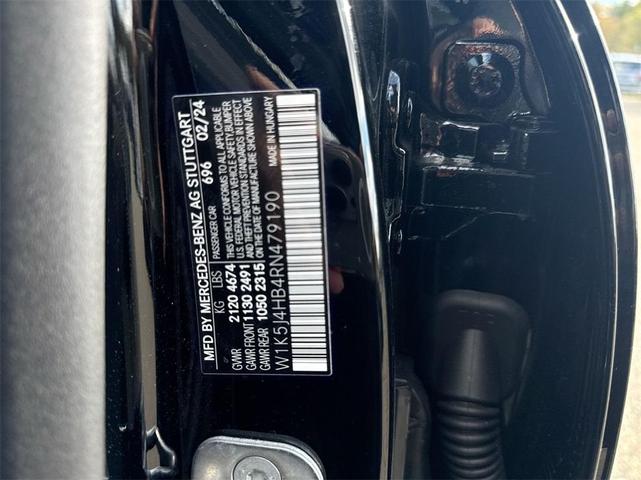 MFD BY MERCEDES-BENZ AG STUTTGART
PASSENGER CAR 696 02/24
KG LBS
GVWR 2120 4674
GAWR FRONT 1130 2491
GAWR REAR 1050 2315
THIS VEHICLE CONFORMS TO ALL APPLICABLE
U.S. FEDERAL MOTOR VEHICLE SAFETY, BUMPER
AND THEFT PREVENTION STANDARDS IN EFFECT
ON THE DATE OF MANUFACTURE SHOWN ABOVE
MADE IN HUNGARY
W1K5J4HB4RN479190